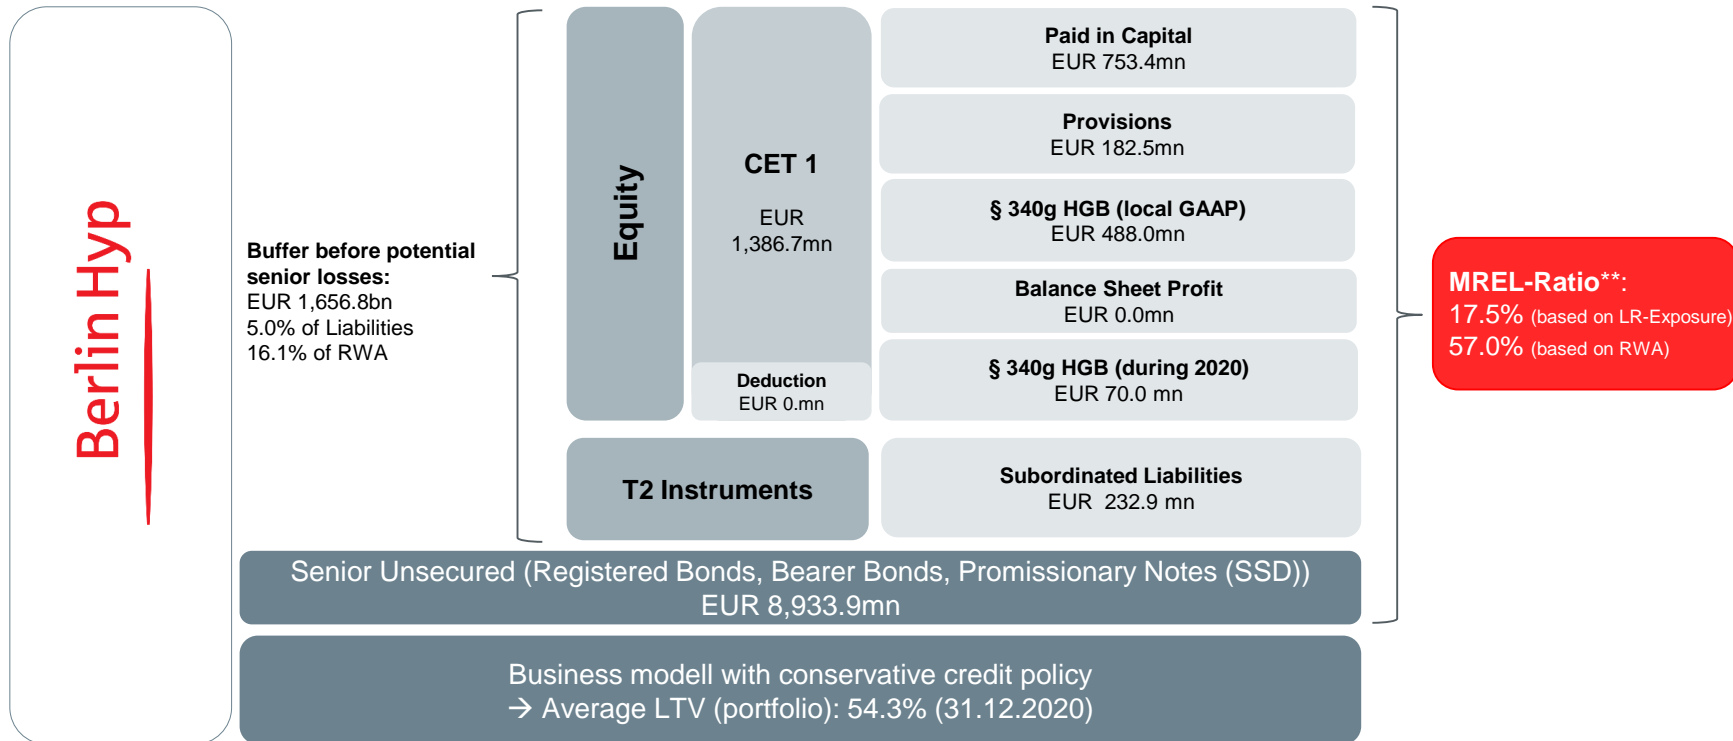 Berlin Hyp
Buffer before potential
senior losses:
EUR 1,656.8bn
5.0% of Liabilities
16.1% of RWA
Equity
CET 1
EUR
1,386.7mn
Deduction
EUR 0.mn
Paid in Capital
EUR 753.4mn
Provisions
EUR 182.5mn
§ 340g HGB (local GAAP)
EUR 488.0mn
Balance Sheet Profit
EUR 0.0mn
§ 340g HGB (during 2020)
EUR 70.0 mn
T2 Instruments
Subordinated Liabilities
EUR  232.9 mn
MREL-Ratio**:
17.5% (based on LR-Exposure)
57.0% (based on RWA)
Senior Unsecured (Registered Bonds, Bearer Bonds, Promissionary Notes (SSD))
EUR 8,933.9mn
Business modell with conservative credit policy
→ Average LTV (portfolio): 54.3% (31.12.2020)